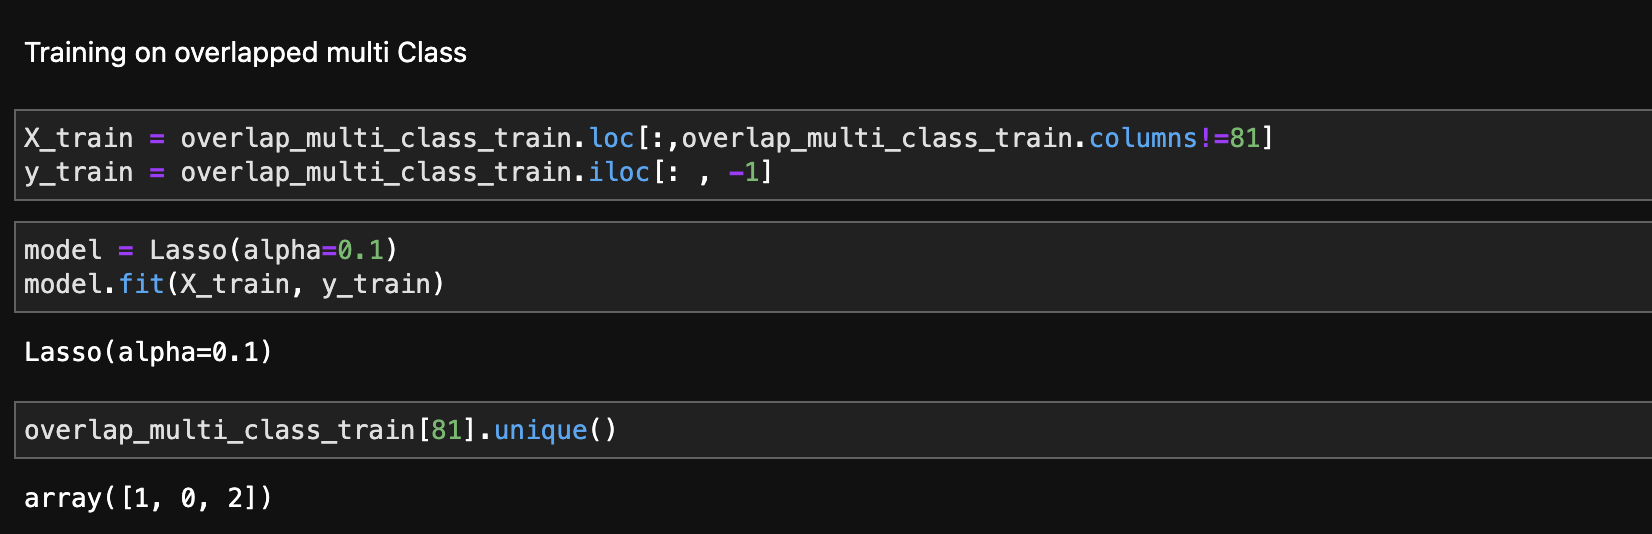 Training on overlapped multi Class
X_train = overlap_multi_class_train.loc[:,overlap_multi_class_train.columns!=81]
y_train = overlap_multi_class_train.iloc[: , -1]
model = Lasso(alpha=0.1)
model.fit(X_train, y_train)
Lasso(alpha=0.1)
overlap_multi_class_train[81].unique()
array([1, 0, 2])